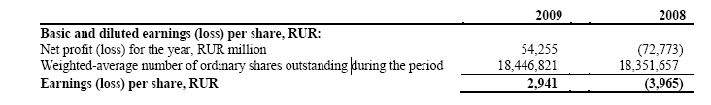 2009 2008
Basic and diluted earnings (loss) per share, RUR:
Net profit (loss) for the year, RUR million 54,255 (72,773)
Weighted-average number of ordinary shares outstanding during the period 18,446,821 18,351,657
Earnings (loss) per share, RUR 2,941 (3,965)